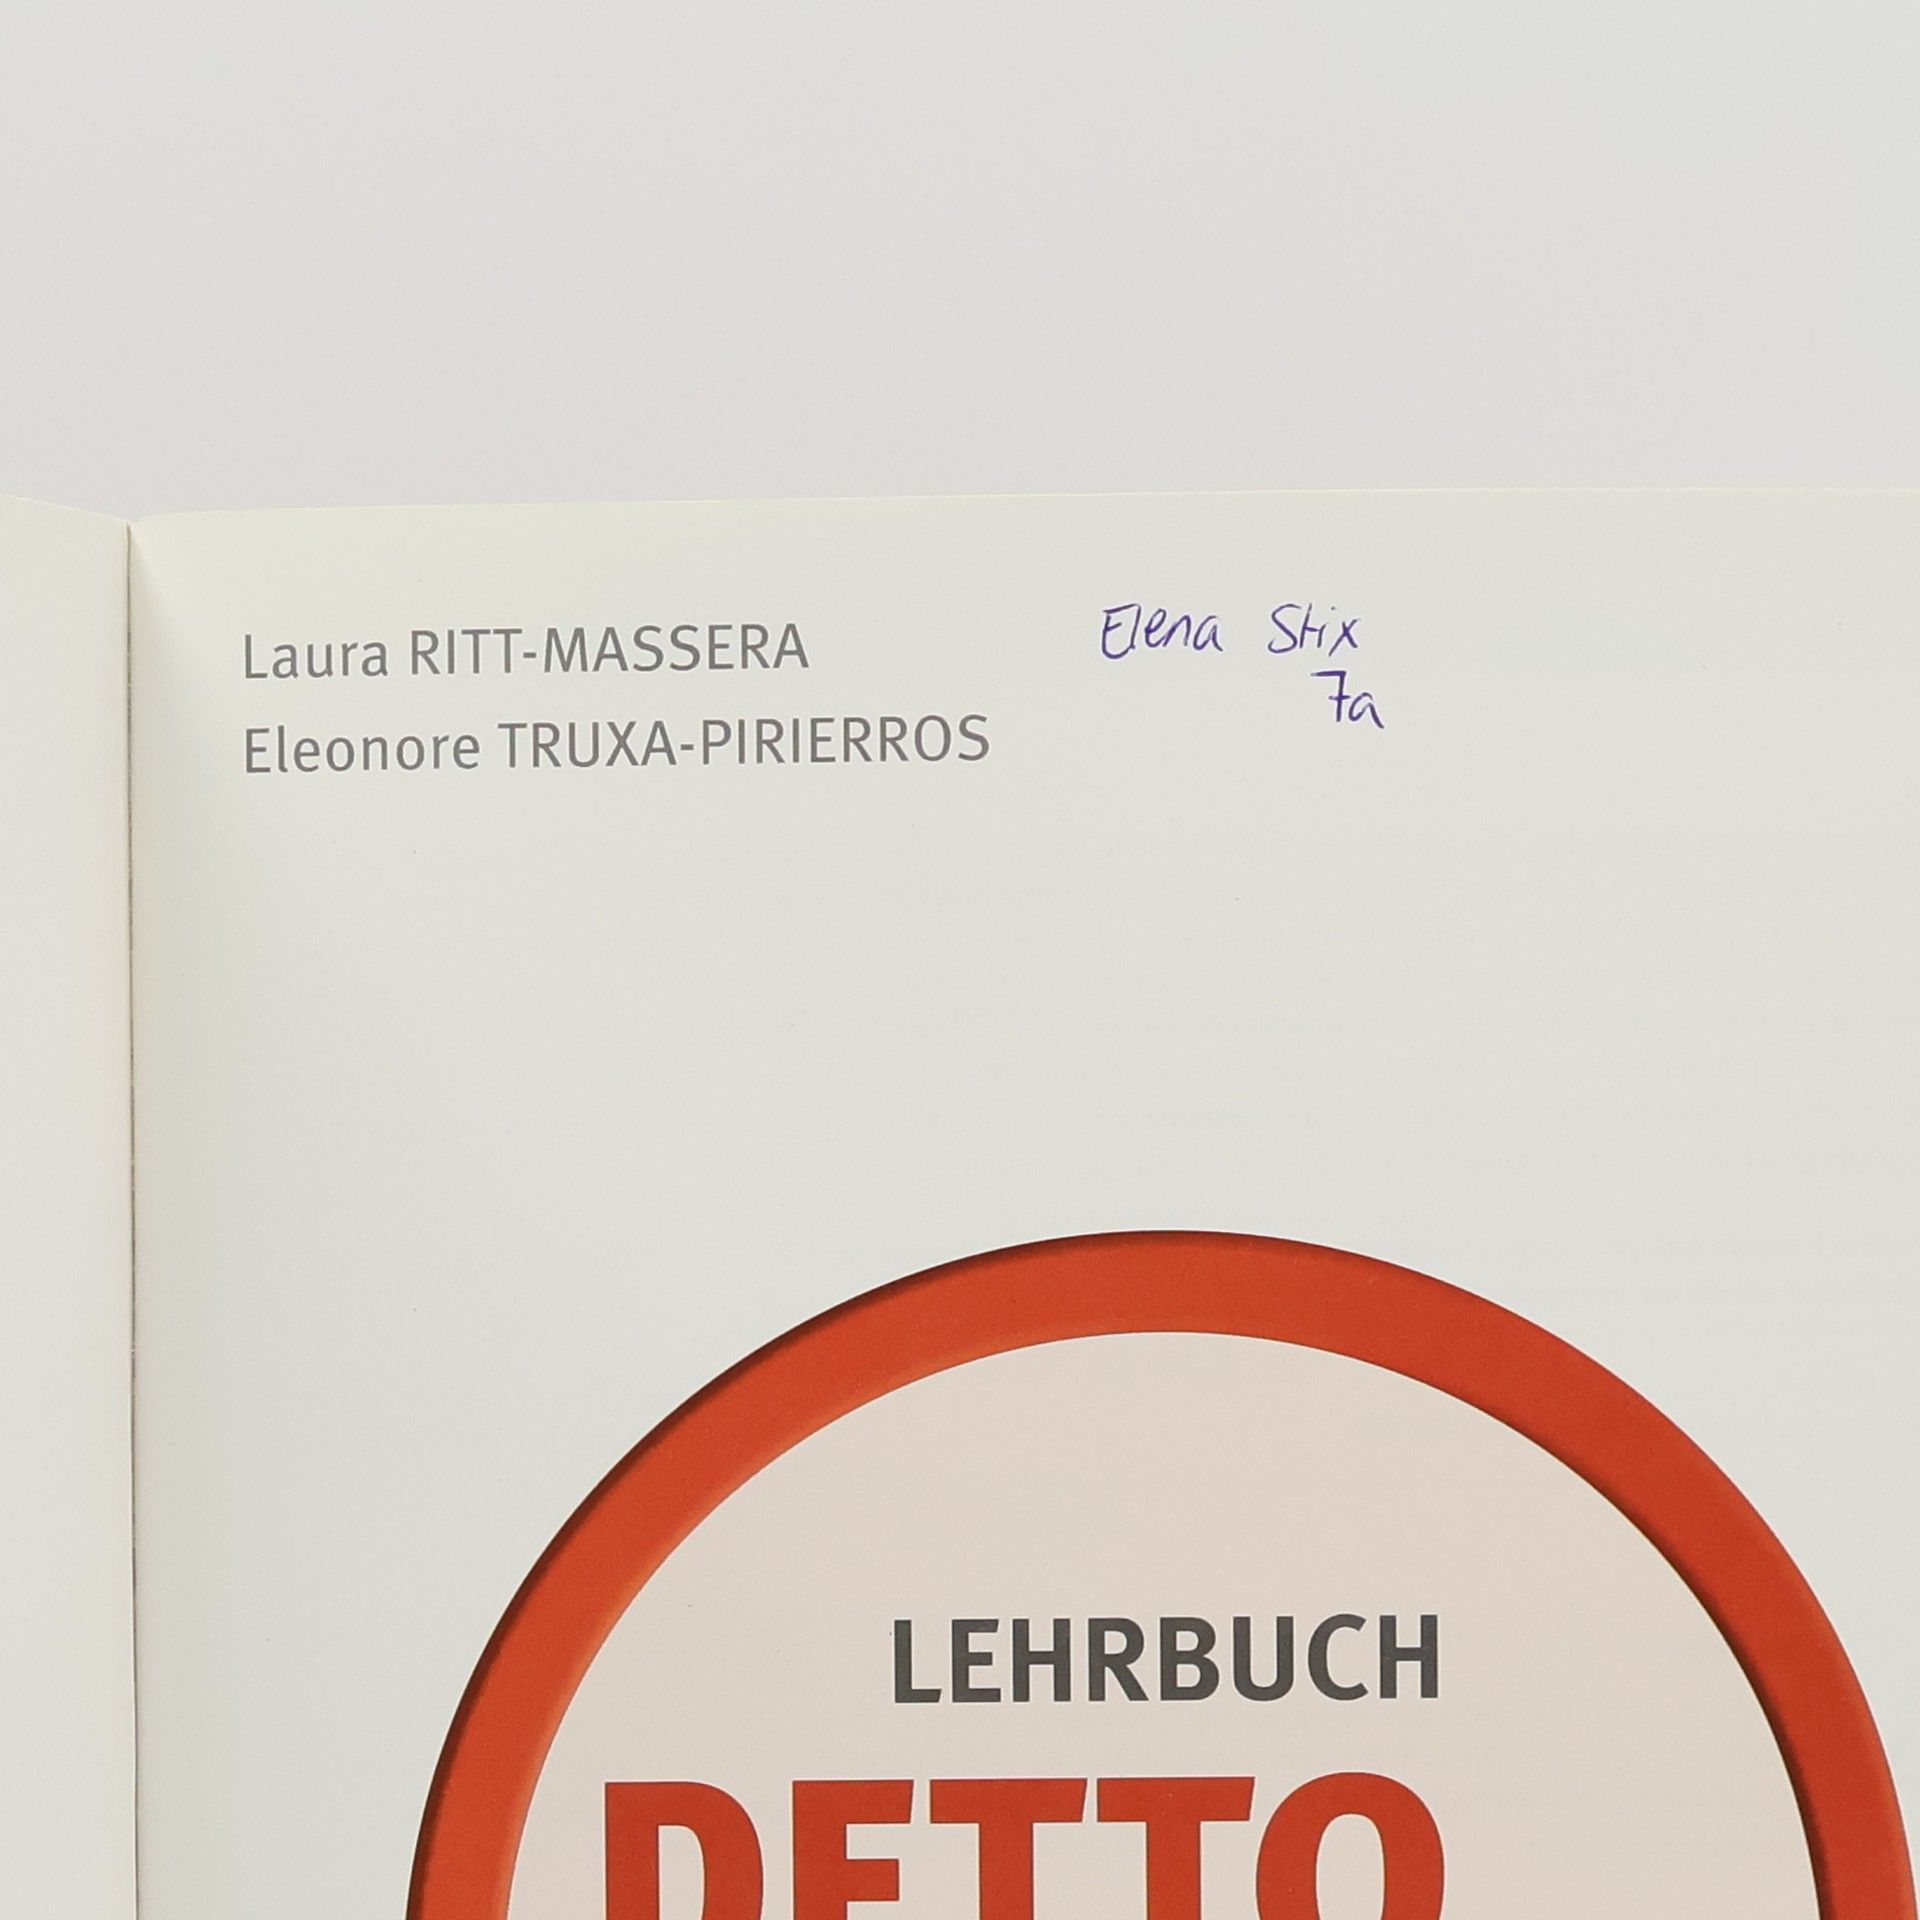 Laura RITT-MASSERA
Eleonore TRUXA-PIRIERROS
Elena Stix
7a
LEHRBUCH
DETTO